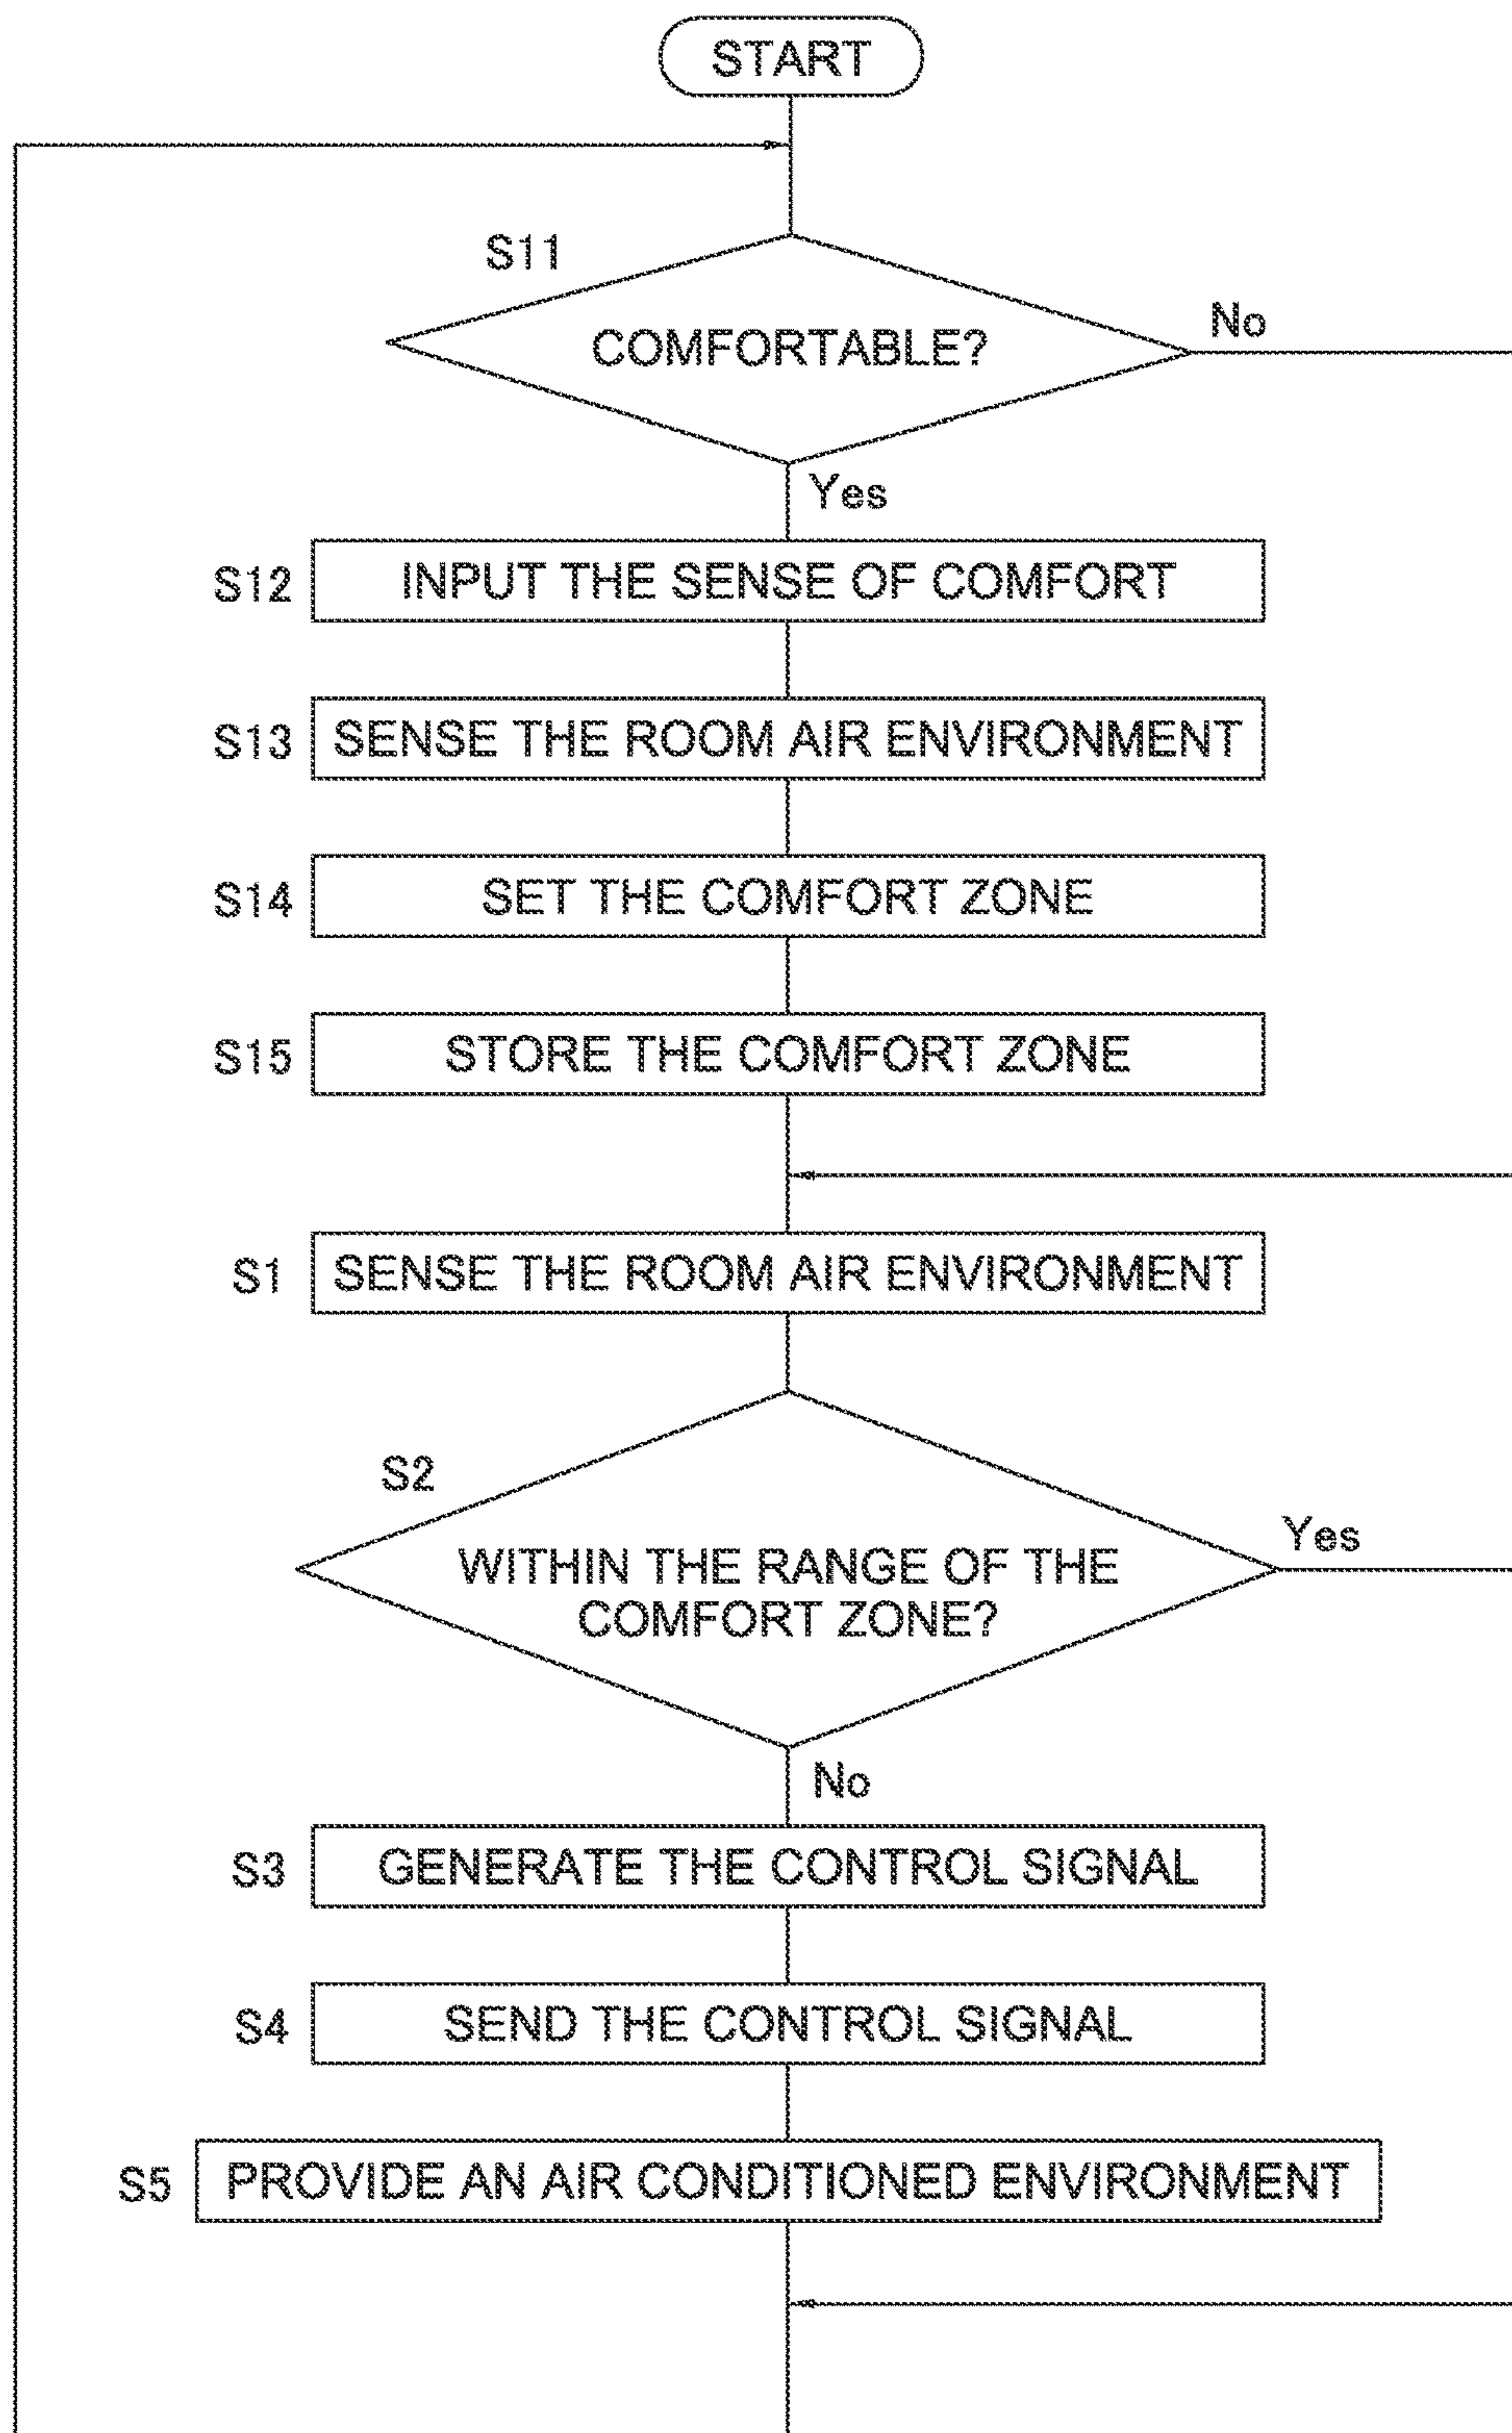 START
S11
COMFORTABLE?
No
Yes
S12 INPUT THE SENSE OF COMFORT
S13 SENSE THE ROOM AIR ENVIRONMENT
S14 SET THE COMFORT ZONE
S15 STORE THE COMFORT ZONE
S1 SENSE THE ROOM AIR ENVIRONMENT
S2
WITHIN THE RANGE OF THE
COMFORT ZONE?
Yes
No
S3 GENERATE THE CONTROL SIGNAL
S4 SEND THE CONTROL SIGNAL
S5 PROVIDE AN AIR CONDITIONED ENVIRONMENT